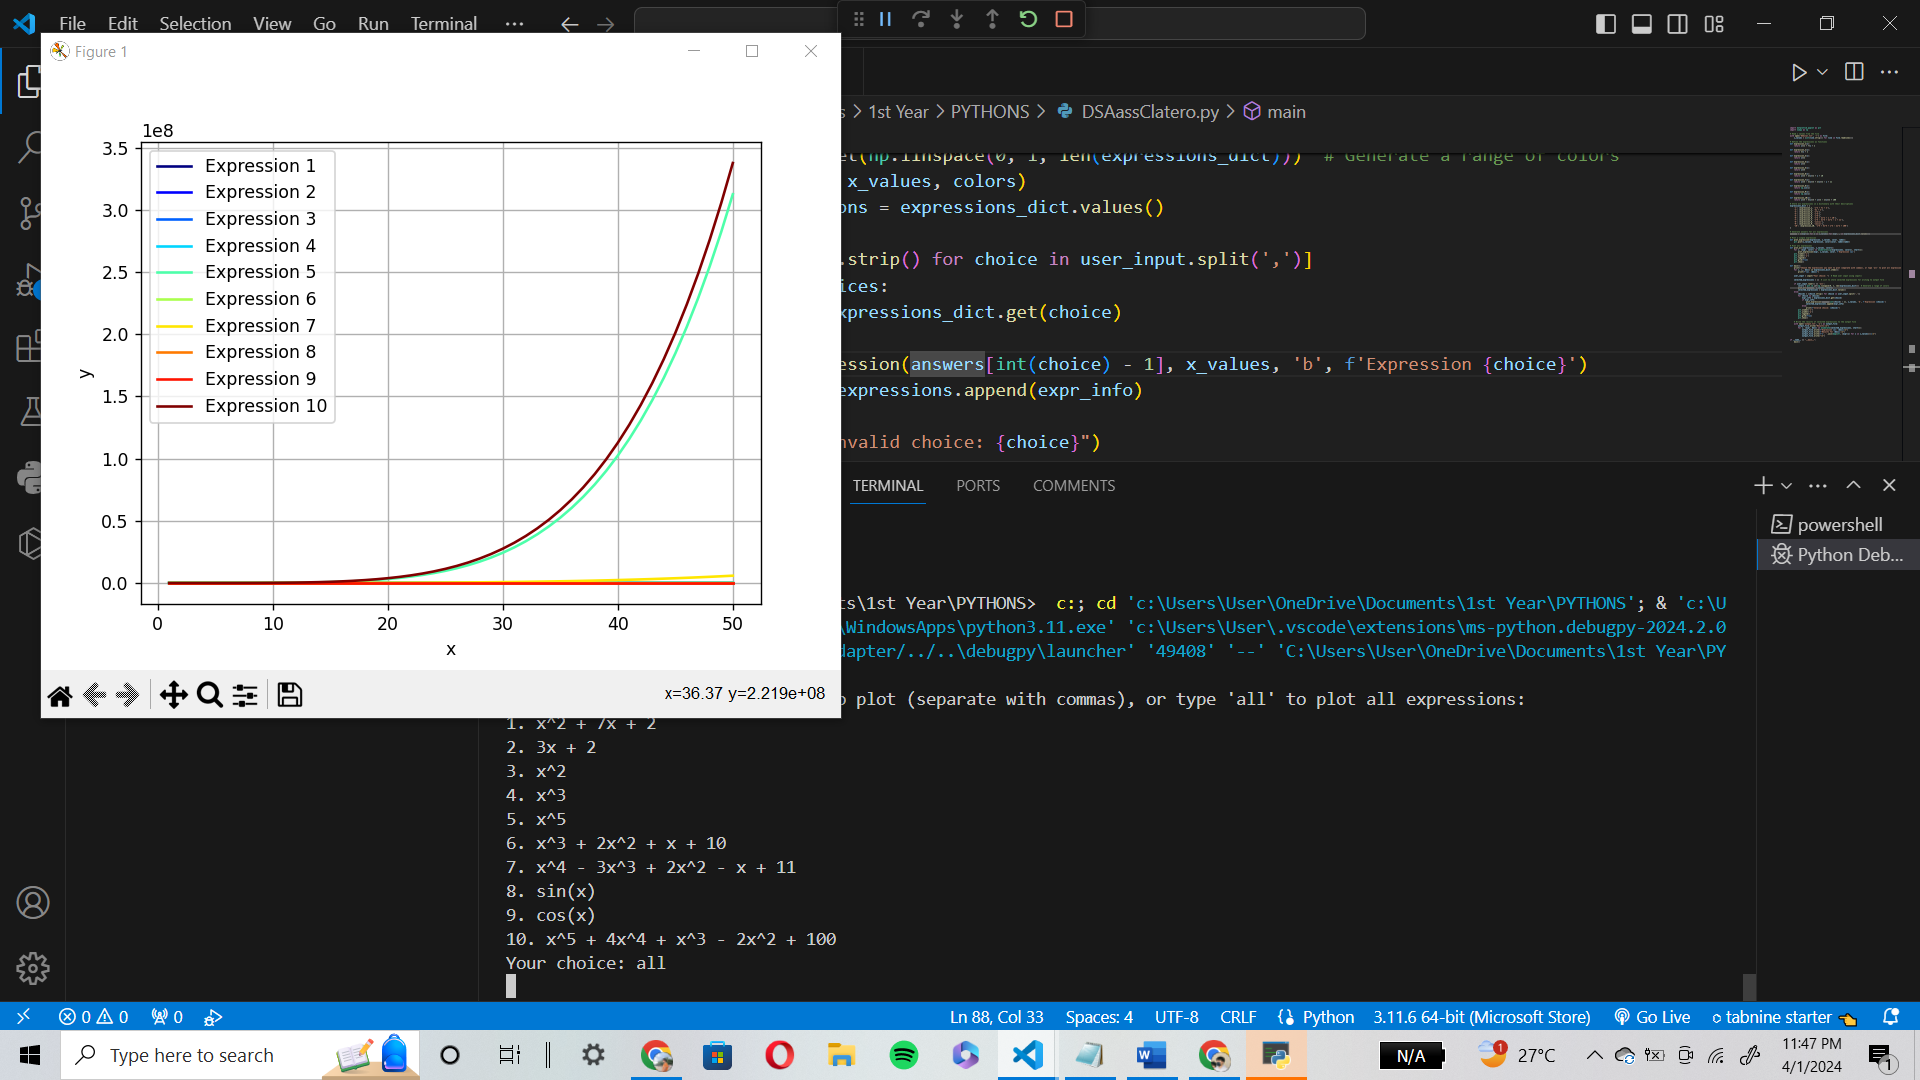 File Edit Selection View Go Run Terminal ...
Figure 1
1st Year > PYTHONS > DSAassClatero.py > main
et(np.linspace(0, 1, len(expressions_dict))) # Generate a range of colors
x_values, colors)
ons = expressions_dict.values()
.strip() for choice in user_input.split(',')]
ices:
xpressions_dict.get(choice)
ession(answers[int(choice) - 1], x_values, 'b', f'Expression {choice}')
expressions.append(expr_info)
nvalid choice: {choice}")
1e8
3.5
3.0
2.5
2.0
1.5
1.0
0.5
0.0
y
Expression 1
Expression 2
Expression 3
Expression 4
Expression 5
Expression 6
Expression 7
Expression 8
Expression 9
Expression 10
0 10 20 30 40 50
x
x=36.37 y=2.219e+08
TERMINAL PORTS COMMENTS
powershell
Python Deb...
ts\1st Year\PYTHONS> c:; cd 'c:\Users\User\OneDrive\Documents\1st Year\PYTHONS'; & 'c:\U
\WindowsApps\python3.11.exe' 'c:\Users\User\.vscode\extensions\ms-python.debugpy-2024.2.0
dapter/../..\debugpy\launcher' '49408' '--' 'C:\Users\User\OneDrive\Documents\1st Year\PY
o plot (separate with commas), or type 'all' to plot all expressions:
1. x^2 + 7x + 2
2. 3x + 2
3. x^2
4. x^3
5. x^5
6. x^3 + 2x^2 + x + 10
7. x^4 - 3x^3 + 2x^2 - x + 11
8. sin(x)
9. cos(x)
10. x^5 + 4x^4 + x^3 - 2x^2 + 100
Your choice: all
0 0 0 Ln 88, Col 33 Spaces: 4 UTF-8 CRLF Python 3.11.6 64-bit (Microsoft Store) Go Live tabnine starter
Type here to search N/A 1 27°C 11:47 PM
4/1/2024 1